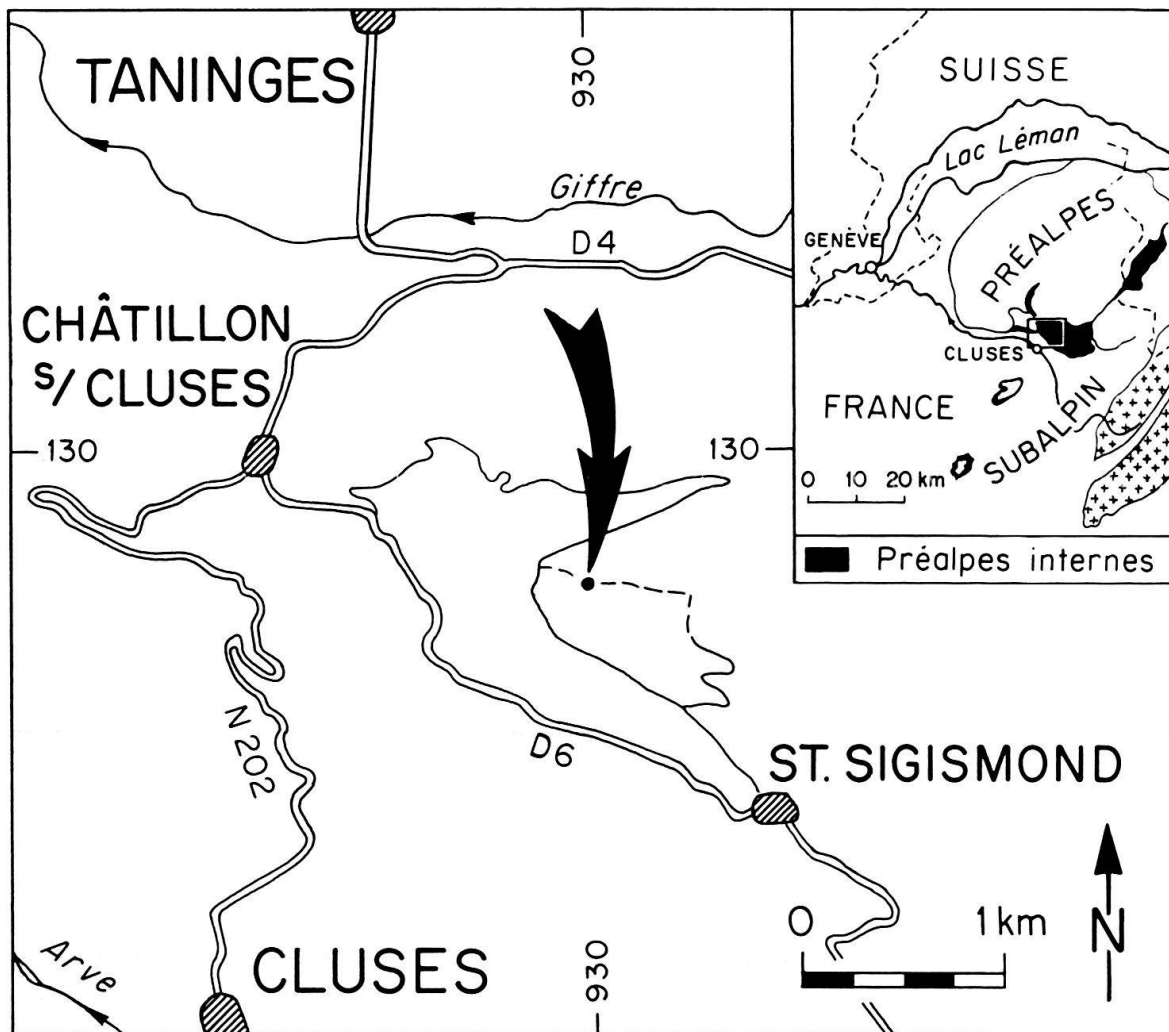 TANINGES
930
Giffre
D4
CHÂTILLON
S/ CLUSES
130
130
N 202
D6
ST. SIGISMOND
Arve
CLUSES
930
0 1 km
N
SUISSE
Lac Léman
GENÈVE
PRÉALPES
CLUSES
FRANCE
SUBALPIN
0 10 20 km
Préalpes internes